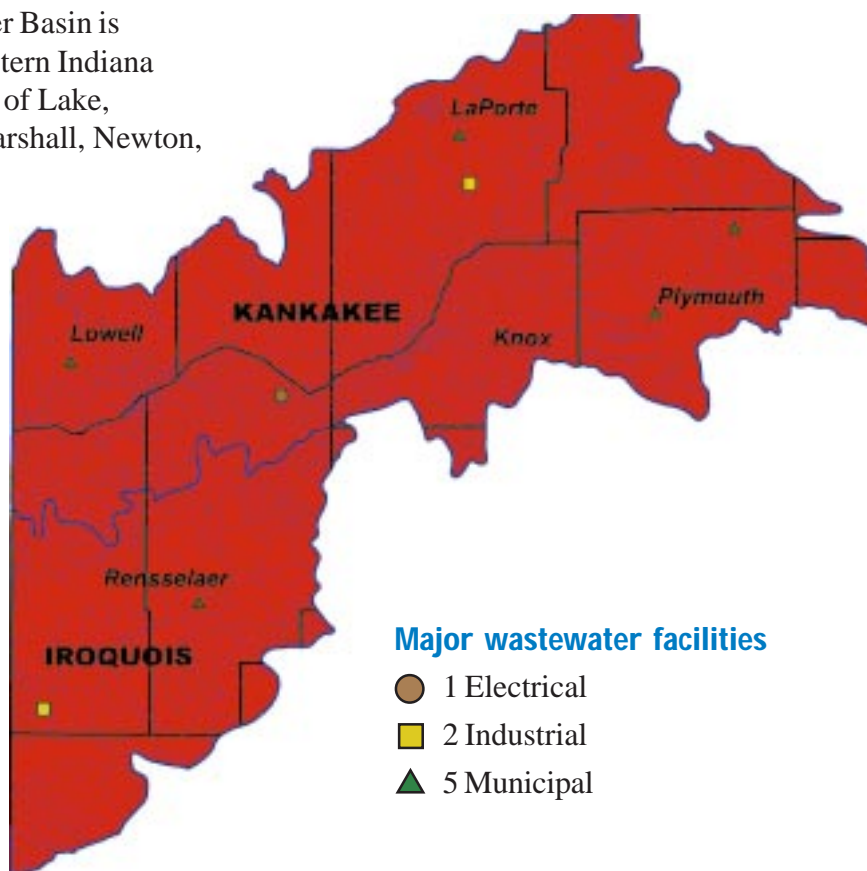 er Basin is
tern Indiana
of Lake,
arshall, Newton,
LaPorte
KANKAKEE
Plymouth
Lowell
Knox
Rensselaer
IROQUOIS
Major wastewater facilities
1 Electrical
2 Industrial
5 Municipal